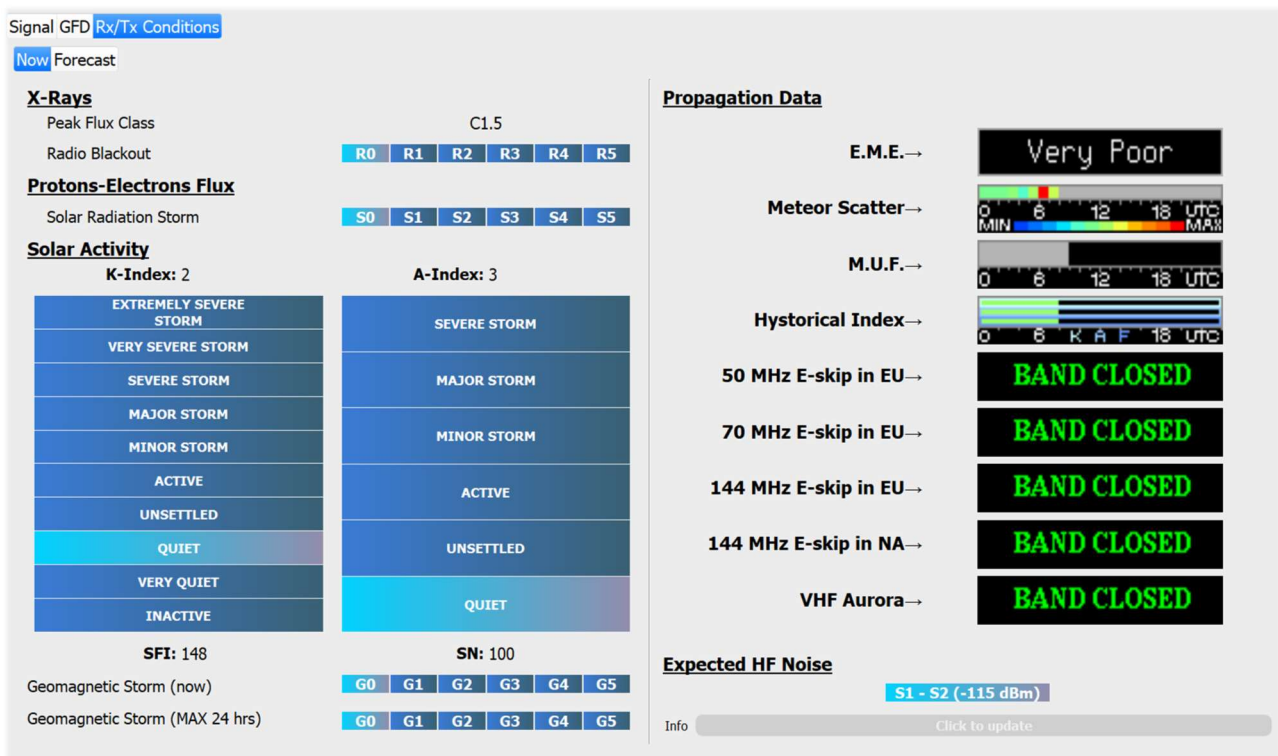 Signal GFD Rx/Tx Conditions
Now Forecast
X-Rays
Peak Flux Class C1.5
Radio Blackout R0 R1 R2 R3 R4 R5
Protons-Electrons Flux
Solar Radiation Storm S0 S1 S2 S3 S4 S5
Solar Activity
K-Index: 2 A-Index: 3
EXTREMELY SEVERE
STORM
VERY SEVERE STORM
SEVERE STORM
MAJOR STORM
MINOR STORM
ACTIVE
UNSETTLED
QUIET
VERY QUIET
INACTIVE
SEVERE STORM
MAJOR STORM
MINOR STORM
ACTIVE
UNSETTLED
QUIET
SFI: 148 SN: 100
Geomagnetic Storm (now) G0 G1 G2 G3 G4 G5
Geomagnetic Storm (MAX 24 hrs) G0 G1 G2 G3 G4 G5
Propagation Data
E.M.E.→ Very Poor
Meteor Scatter→
0 6 12 18 UTC
MIN MAX
M.U.F.→
0 6 12 18 UTC
Hystorical Index→
0 6 K A F 18 UTC
50 MHz E-skip in EU→ BAND CLOSED
70 MHz E-skip in EU→ BAND CLOSED
144 MHz E-skip in EU→ BAND CLOSED
144 MHz E-skip in NA→ BAND CLOSED
VHF Aurora→ BAND CLOSED
Expected HF Noise
S1 - S2 (-115 dBm)
Info Click to update